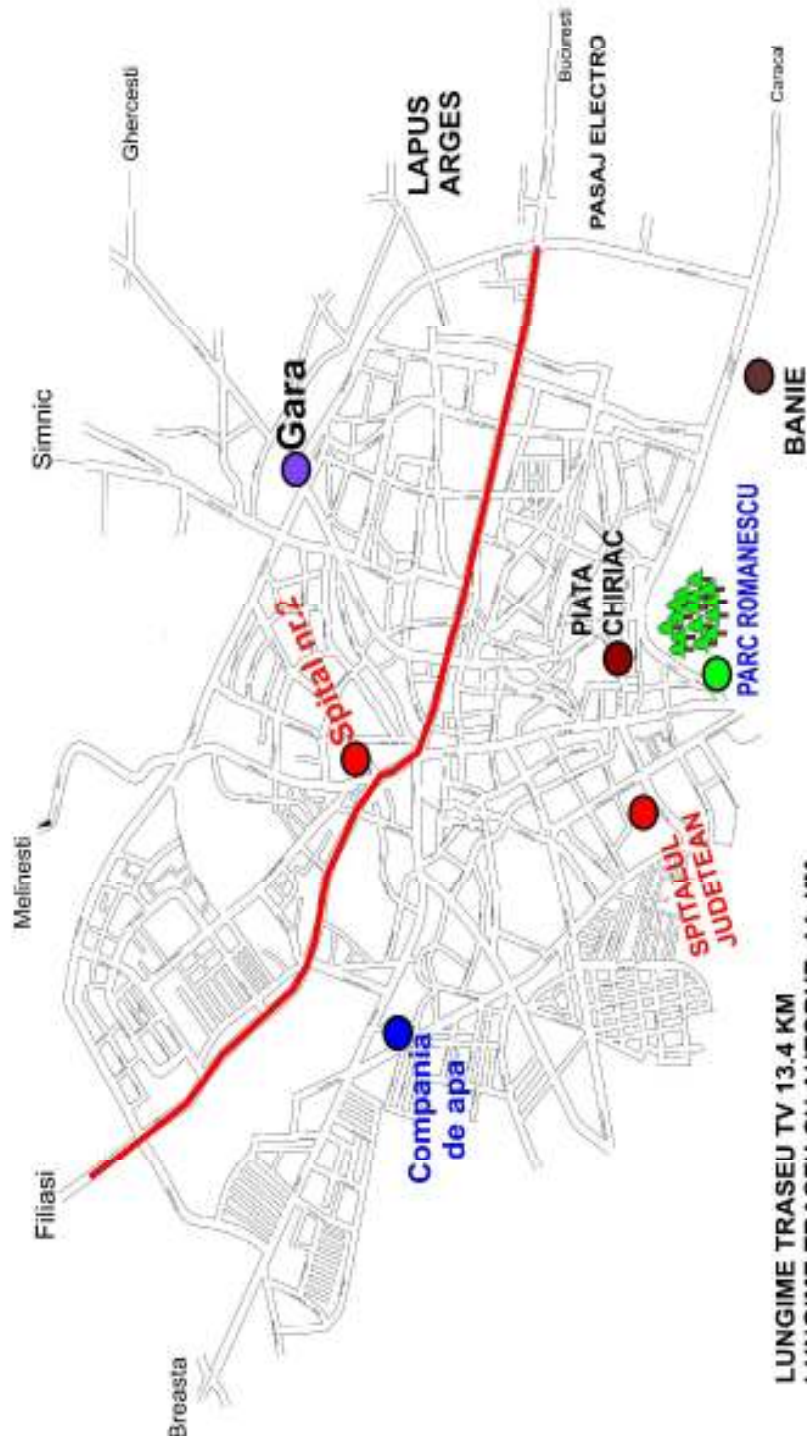 Breasta
Filiasi
Melinesti
Simnic
Ghercesti
Gara
LAPUS
ARGES
Bucuresti
PASAJ ELECTRO
Caracal
Spital nr.2
Compania
de apa
PIATA
CHIRIAC
PARC ROMANESCU
BANIE
SPITALUL
JUDETEAN
LUNGIME TRASEU TV 13.4 KM